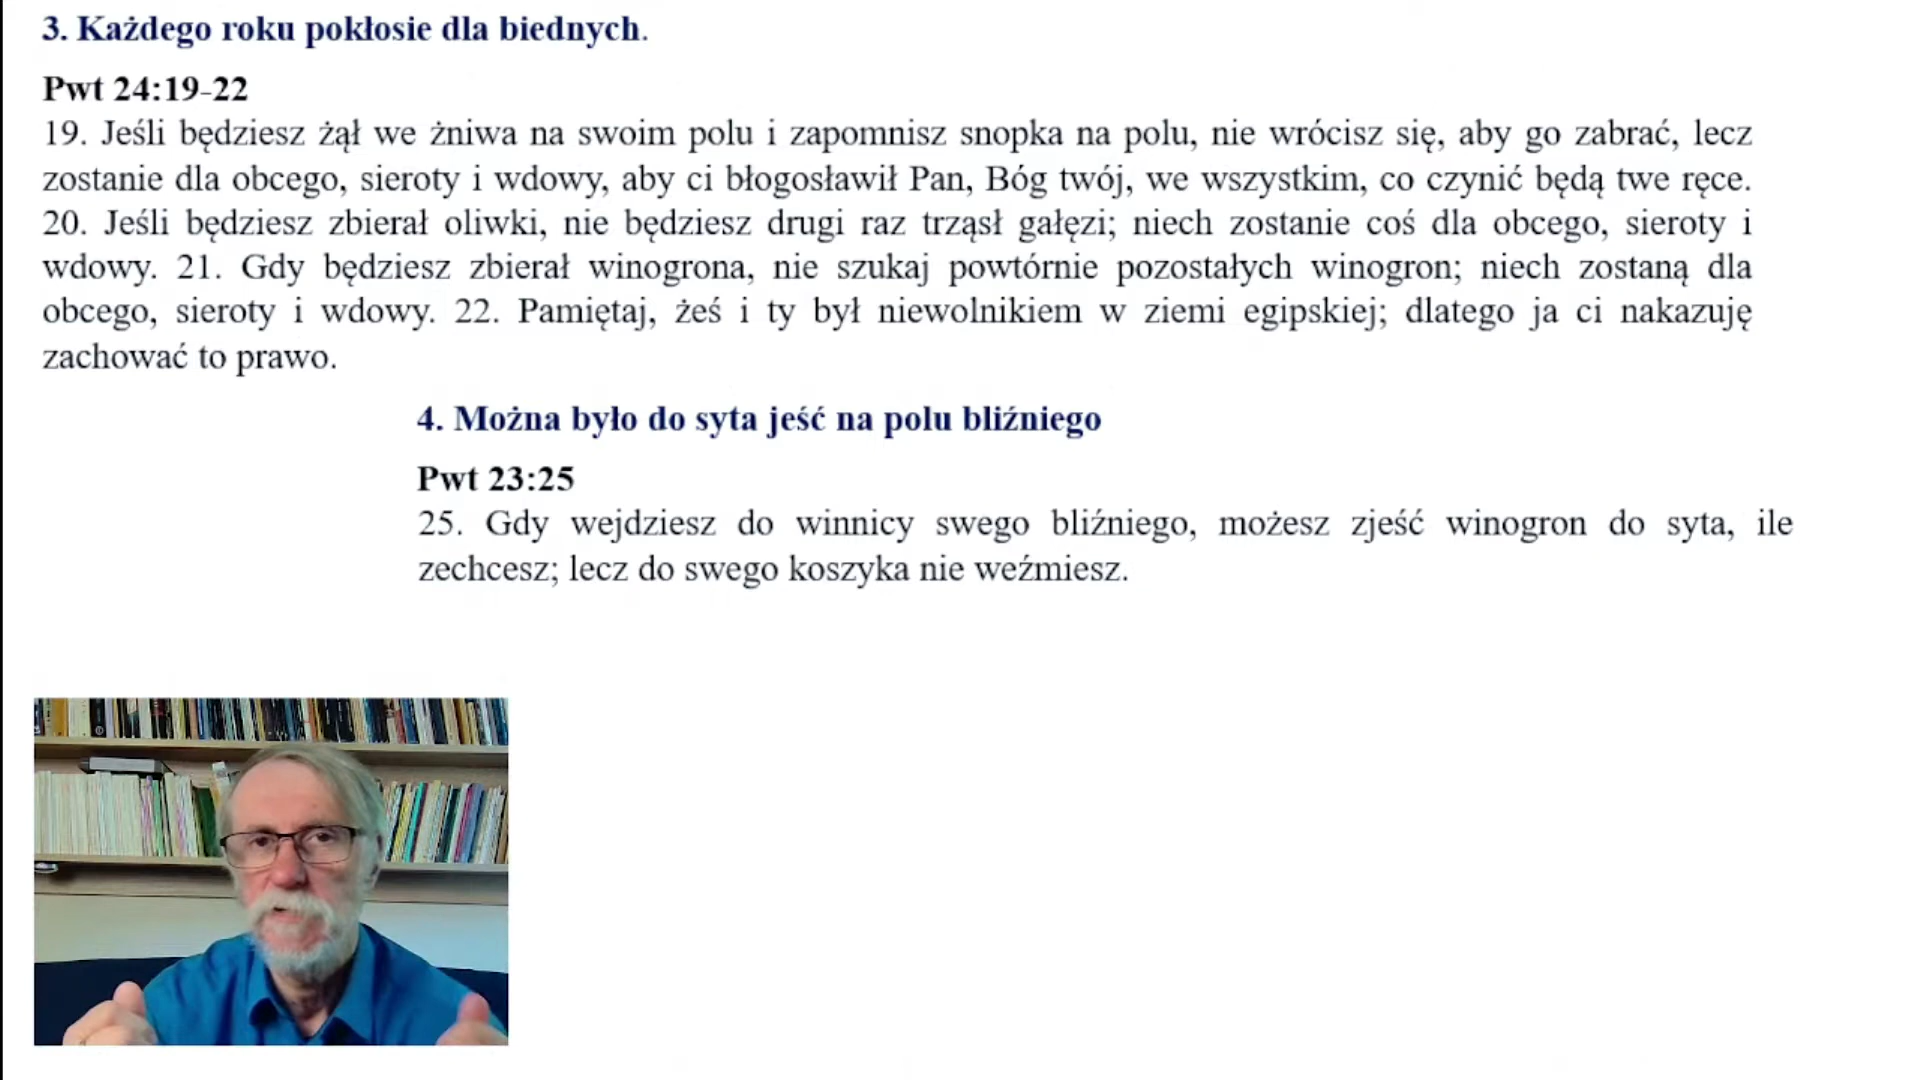 3. Każdego roku pokłosie dla biednych.
Pwt 24:19-22
19. Jeśli będziesz żął we żniwa na swoim polu i zapomnisz snopka na polu, nie wrócisz się, aby go zabrać, lecz
zostanie dla obcego, sieroty i wdowy, aby ci błogosławił Pan, Bóg twój, we wszystkim, co czynić będą twe ręce.
20. Jeśli będziesz zbierał oliwki, nie będziesz drugi raz trząsł gałęzi; niech zostanie coś dla obcego, sieroty i
wdowy. 21. Gdy będziesz zbierał winogrona, nie szukaj powtórnie pozostałych winogron; niech zostaną dla
obcego, sieroty i wdowy. 22. Pamiętaj, żeś i ty był niewolnikiem w ziemi egipskiej; dlatego ja ci nakazuję
zachować to prawo.
4. Można było do syta jeść na polu bliźniego
Pwt 23:25
25. Gdy wejdziesz do winnicy swego bliźniego, możesz zjeść winogron do syta, ile
zechcesz; lecz do swego koszyka nie weźmiesz.